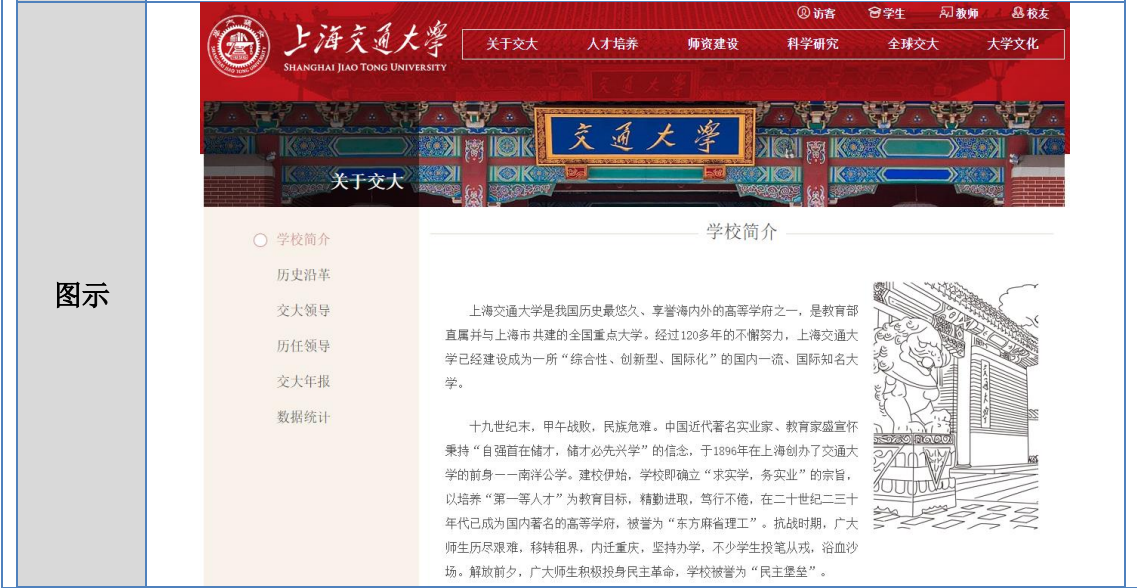 图示
访客 学生 教师 校友
上海交通大学
SHANGHAI JIAO TONG UNIVERSITY
关于交大 人才培养 师资建设 科学研究 全球交大 大学文化
交通大学
关于交大
学校简介
历史沿革
交大领导
历任领导
交大年报
数据统计
学校简介
上海交通大学是我国历史最悠久、享誉海内外的高等学府之一，是教育部
直属并与上海市共建的全国重点大学。经过120多年的不懈努力，上海交通大
学已经建设成为一所“综合性、创新型、国际化”的国内一流、国际知名大
学。
十九世纪末，甲午战败，民族危难。中国近代著名实业家、教育家盛宣怀
秉持“自强首在储才，储才必先兴学”的信念，于1896年在上海创办了交通大
学的前身——南洋公学。建校伊始，学校即确立“求实学，务实业”的宗旨，
以培养“第一等人才”为教育目标，精勤进取，笃行不倦，在二十世纪二三十
年代已成为国内著名的高等学府，被誉为“东方麻省理工”。抗战时期，广大
师生历尽艰难，移转租界，内迁重庆，坚持办学，不少学生投笔从戎，浴血沙
场。解放前夕，广大师生积极投身民主革命，学校被誉为“民主堡垒”。